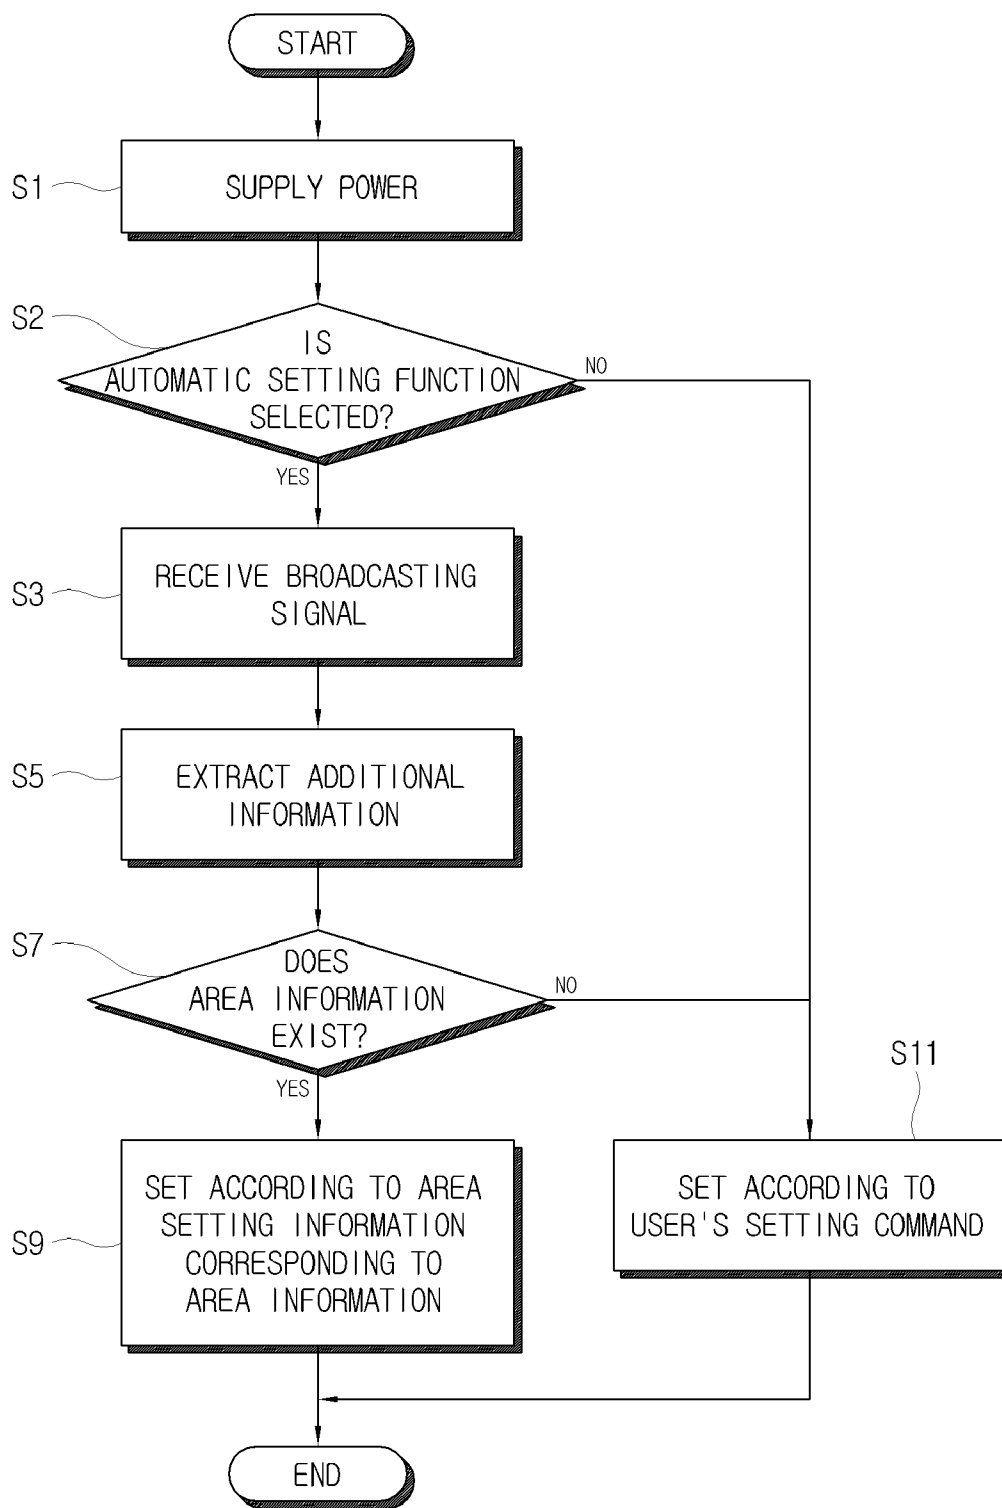 START
S1
SUPPLY POWER
S2
IS
AUTOMATIC SETTING FUNCTION
SELECTED?
NO
YES
S3
RECEIVE BROADCASTING
SIGNAL
S5
EXTRACT ADDITIONAL
INFORMATION
S7
DOES
AREA INFORMATION
EXIST?
NO
YES
S11
S9
SET ACCORDING TO AREA
SETTING INFORMATION
CORRESPONDING TO
AREA INFORMATION
SET ACCORDING TO
USER'S SETTING COMMAND
END